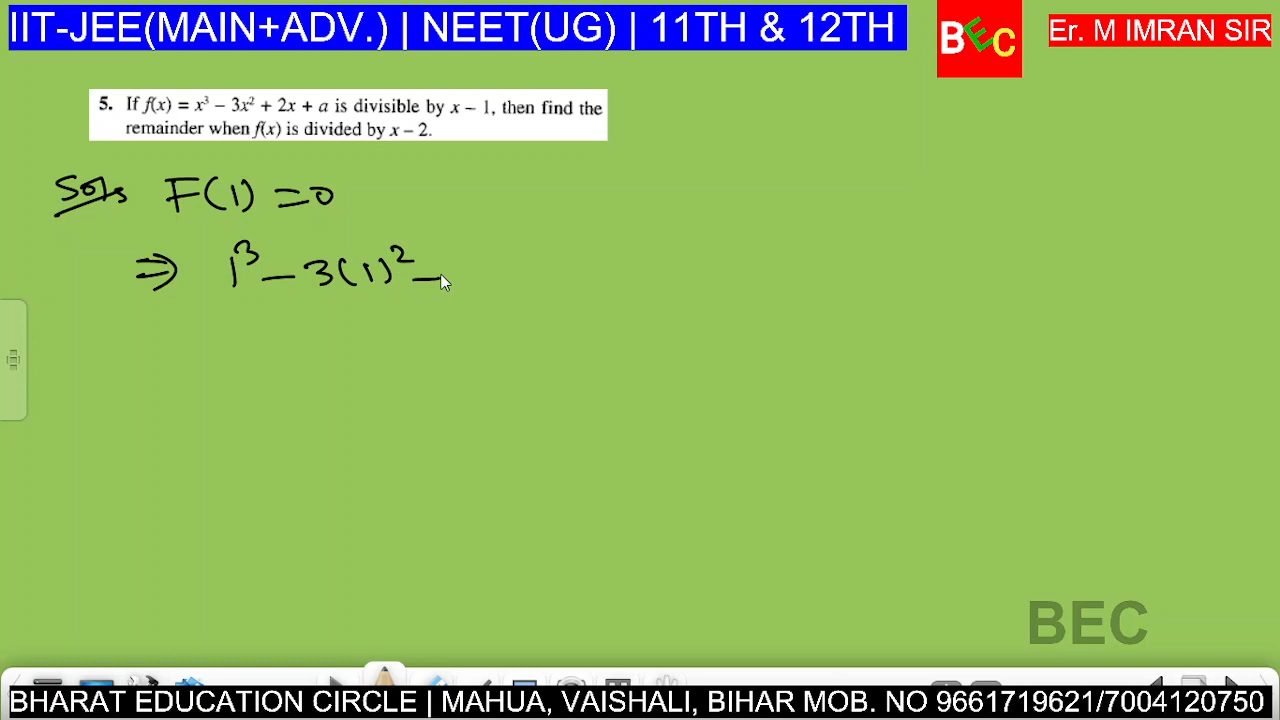 IIT-JEE(MAIN+ADV.) | NEET(UG) | 11TH & 12TH
BEC
Er. M IMRAN SIR
5. If f(x) = x³ – 3x² + 2x + a is divisible by x – 1, then find the
remainder when f(x) is divided by x – 2.
Soln F(1) = 0
⇒ 1³ – 3(1)² –
BEC
BHARAT EDUCATION CIRCLE | MAHUA, VAISHALI, BIHAR MOB. NO 9661719621/7004120750